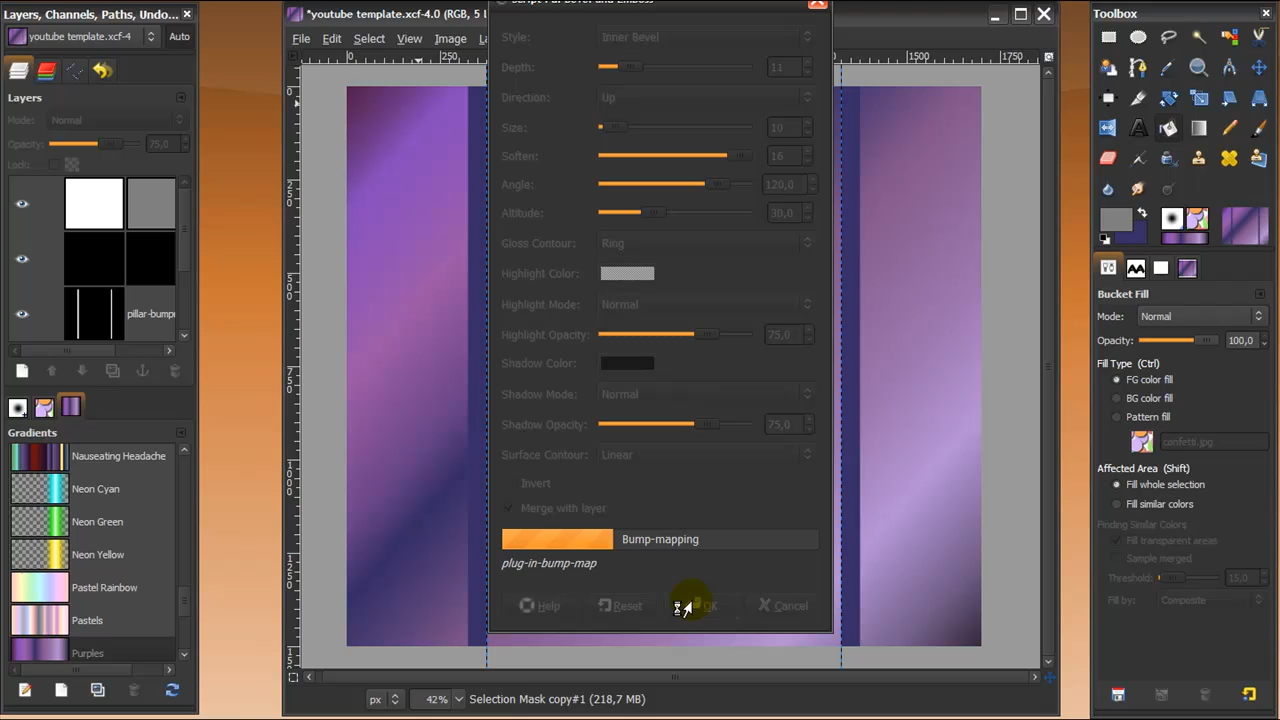 Layers, Channels, Paths, Undo...
youtube template.xcf-4
Auto
Layers
Mode: Normal
Opacity: 75,0
Lock:
pillar-bumpr
Gradients
Nauseating Headache
Neon Cyan
Neon Green
Neon Yellow
Pastel Rainbow
Pastels
Purples
*youtube template.xcf-4.0 (RGB, 5 L
File Edit Select View Image
0 250 1500 1750
Style: Inner Bevel
Depth: 11
Direction: Up
Size: 10
Soften: 16
Angle: 120,0
Altitude: 30,0
Gloss Contour: Ring
Highlight Color:
Highlight Mode: Normal
Highlight Opacity: 75,0
Shadow Color:
Shadow Mode: Normal
Shadow Opacity: 75,0
Surface Contour: Linear
Invert
Merge with layer
Bump-mapping
plug-in-bump-map
Help Reset OK Cancel
px 42% Selection Mask copy#1 (218,7 MB)
Toolbox
Bucket Fill
Mode: Normal
Opacity: 100,0
Fill Type (Ctrl)
FG color fill
BG color fill
Pattern fill
confetti.jpg
Affected Area (Shift)
Fill whole selection
Fill similar colors
Finding Similar Colors
Fill transparent areas
Sample merged
Threshold: 15,0
Fill by: Composite